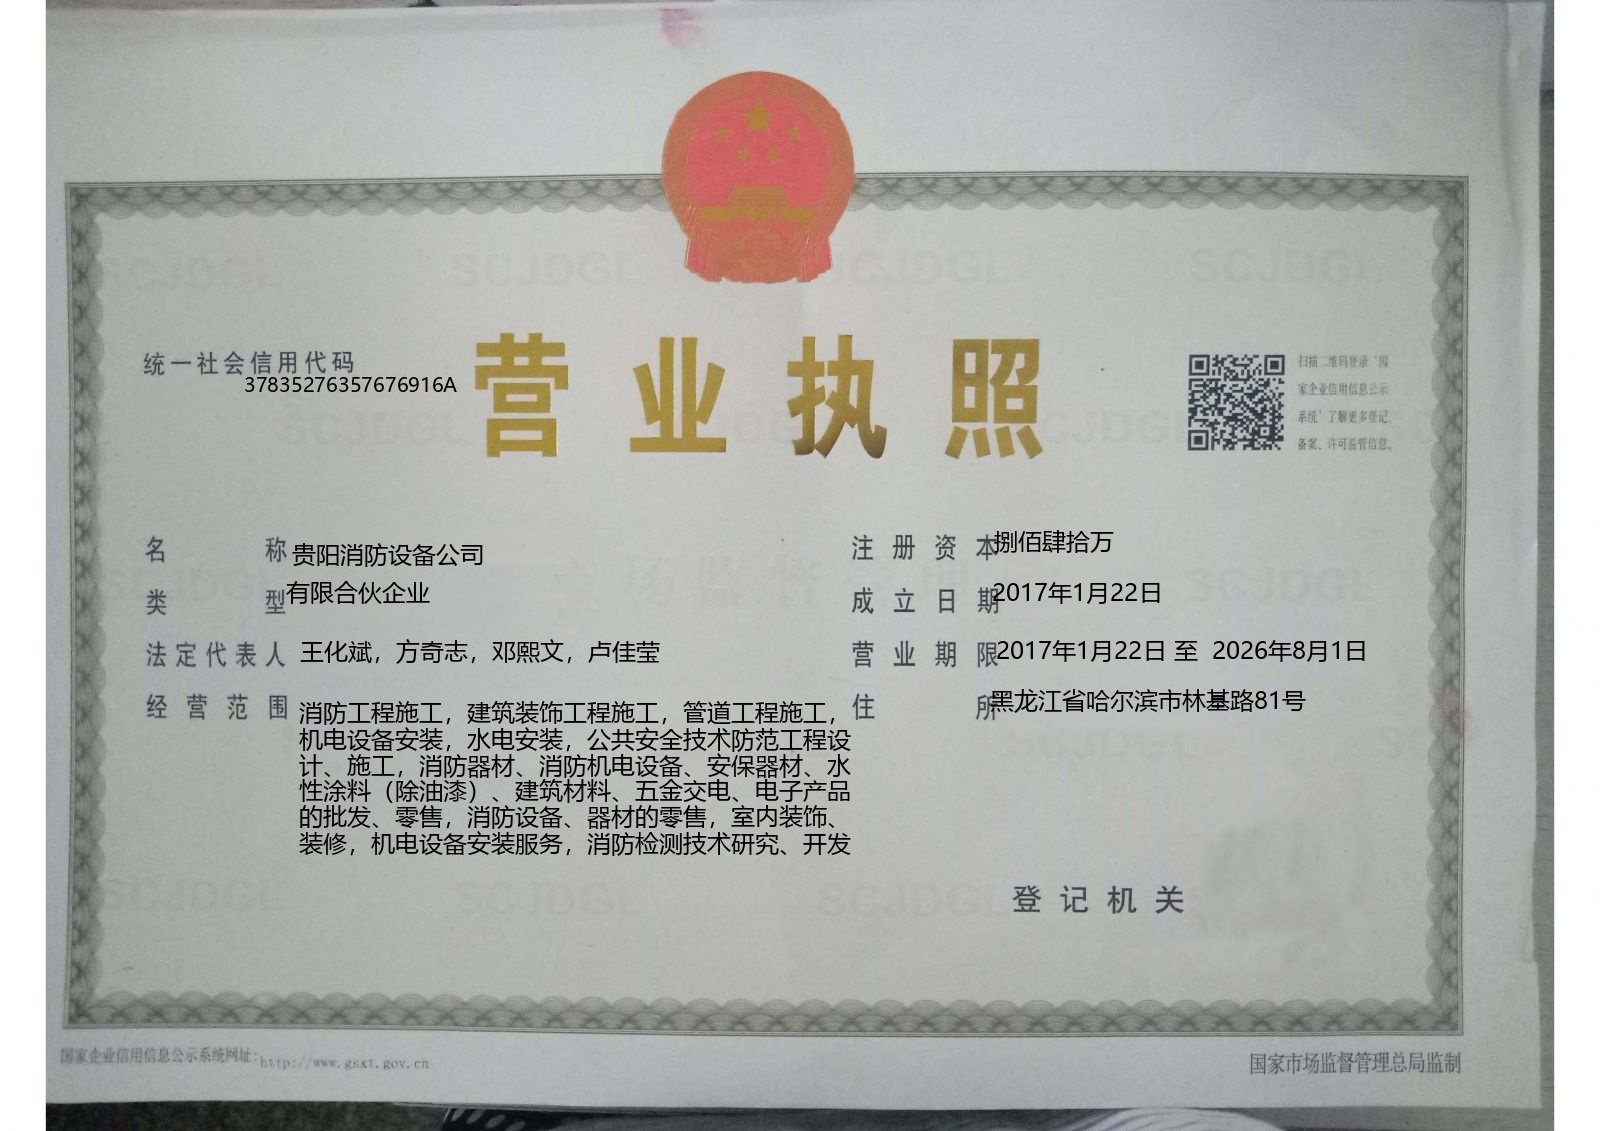 统一社会信用代码
37835276357676916A
营业执照
扫描二维码登录‘国
家企业信用信息公示
系统’了解更多登记、
备案、许可监管信息。
名称 贵阳消防设备公司
类型 有限合伙企业
法定代表人 王化斌，方奇志，邓熙文，卢佳莹
经营范围 消防工程施工，建筑装饰工程施工，管道工程施工，
机电设备安装，水电安装，公共安全技术防范工程设
计、施工，消防器材、消防机电设备、安保器材、水
性涂料（除油漆）、建筑材料、五金交电、电子产品
的批发、零售，消防设备、器材的零售，室内装饰、
装修，机电设备安装服务，消防检测技术研究、开发
注册资本 捌佰肆拾万
成立日期 2017年1月22日
营业期限 2017年1月22日 至 2026年8月1日
住所 黑龙江省哈尔滨市林基路81号
登记机关
国家企业信用信息公示系统网址：http://www.gsxt.gov.cn
国家市场监督管理总局监制
SCJDGL